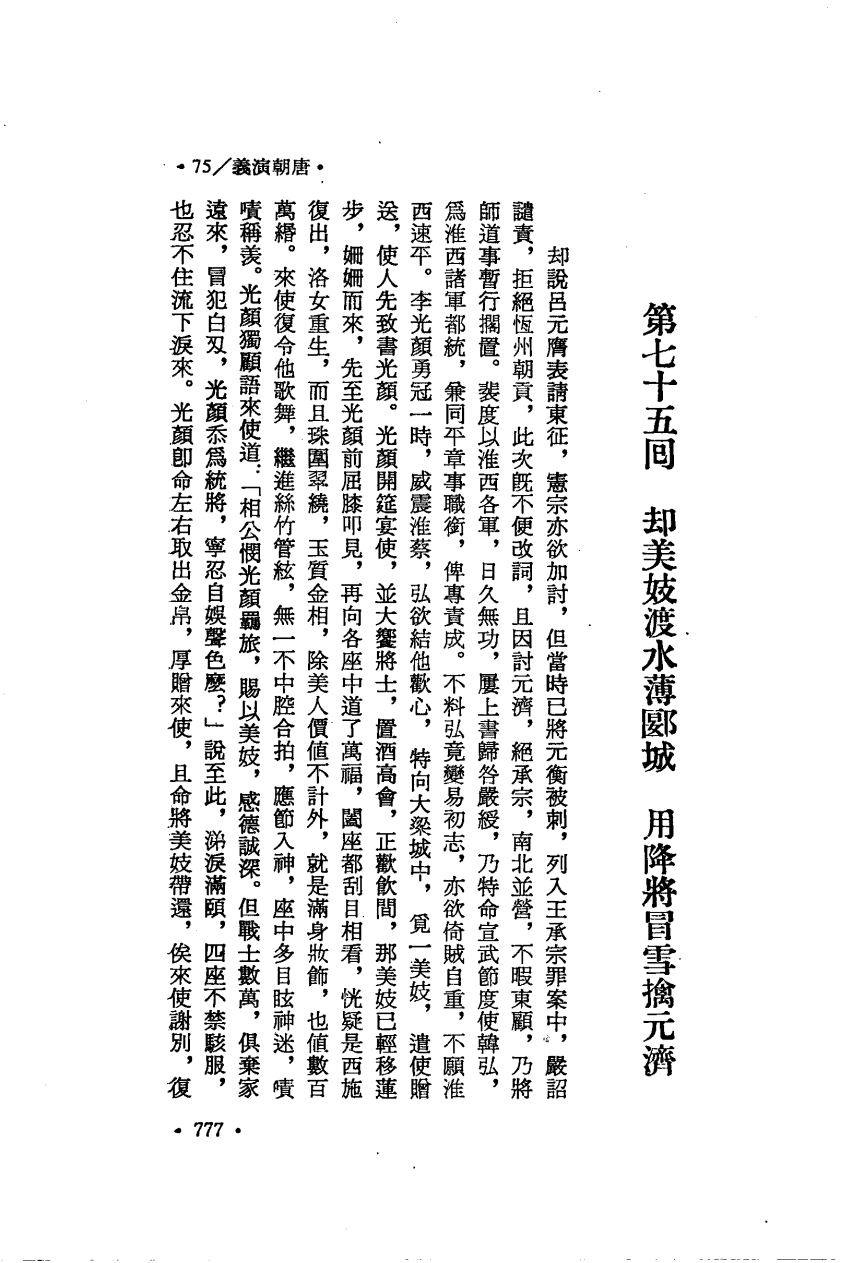 •唐朝演義／75•
第七十五回　却美妓渡水薄郾城　用降將冒雪擒元濟
却說呂元膺表請東征，憲宗亦欲加討，但當時已將元衡被刺，列入王承宗罪案中，嚴詔
譴責，拒絕恆州朝貢，此次旣不便改詞，且因討元濟，絕承宗，南北並營，不暇東顧，乃將
師道事暫行擱置。裴度以淮西各軍，日久無功，屢上書歸咎嚴綬，乃特命宣武節度使韓弘，
爲淮西諸軍都統，兼同平章事職銜，俾專責成。不料弘竟變易初志，亦欲倚賊自重，不願淮
西速平。李光顏勇冠一時，威震淮蔡，弘欲結他歡心，特向大梁城中，覓一美妓，遣使贈
送，使人先致書光顏。光顏開筵宴使，並大饗將士，置酒高會，正歡飲間，那美妓已輕移蓮
步，姍姍而來，先至光顏前屈膝叩見，再向各座中道了萬福，闔座都刮目相看，恍疑是西施
復出，洛女重生，而且珠圍翠繞，玉質金相，除美人價值不計外，就是滿身妝飾，也值數百
萬緡。來使復令他歌舞，繼進絲竹管絃，無一不中腔合拍，應節入神，座中多目眩神迷，嘖
嘖稱羨。光顏獨顧語來使道：「相公憫光顏羈旅，賜以美妓，感德誠深。但戰士數萬，俱棄家
遠來，冒犯白刃，光顏忝爲統將，寧忍自娛聲色麼？」說至此，涕淚滿頤，四座不禁駭服，
也忍不住流下淚來。光顏卽命左右取出金帛，厚贈來使，且命將美妓帶還，俟來使謝別，復
•777•